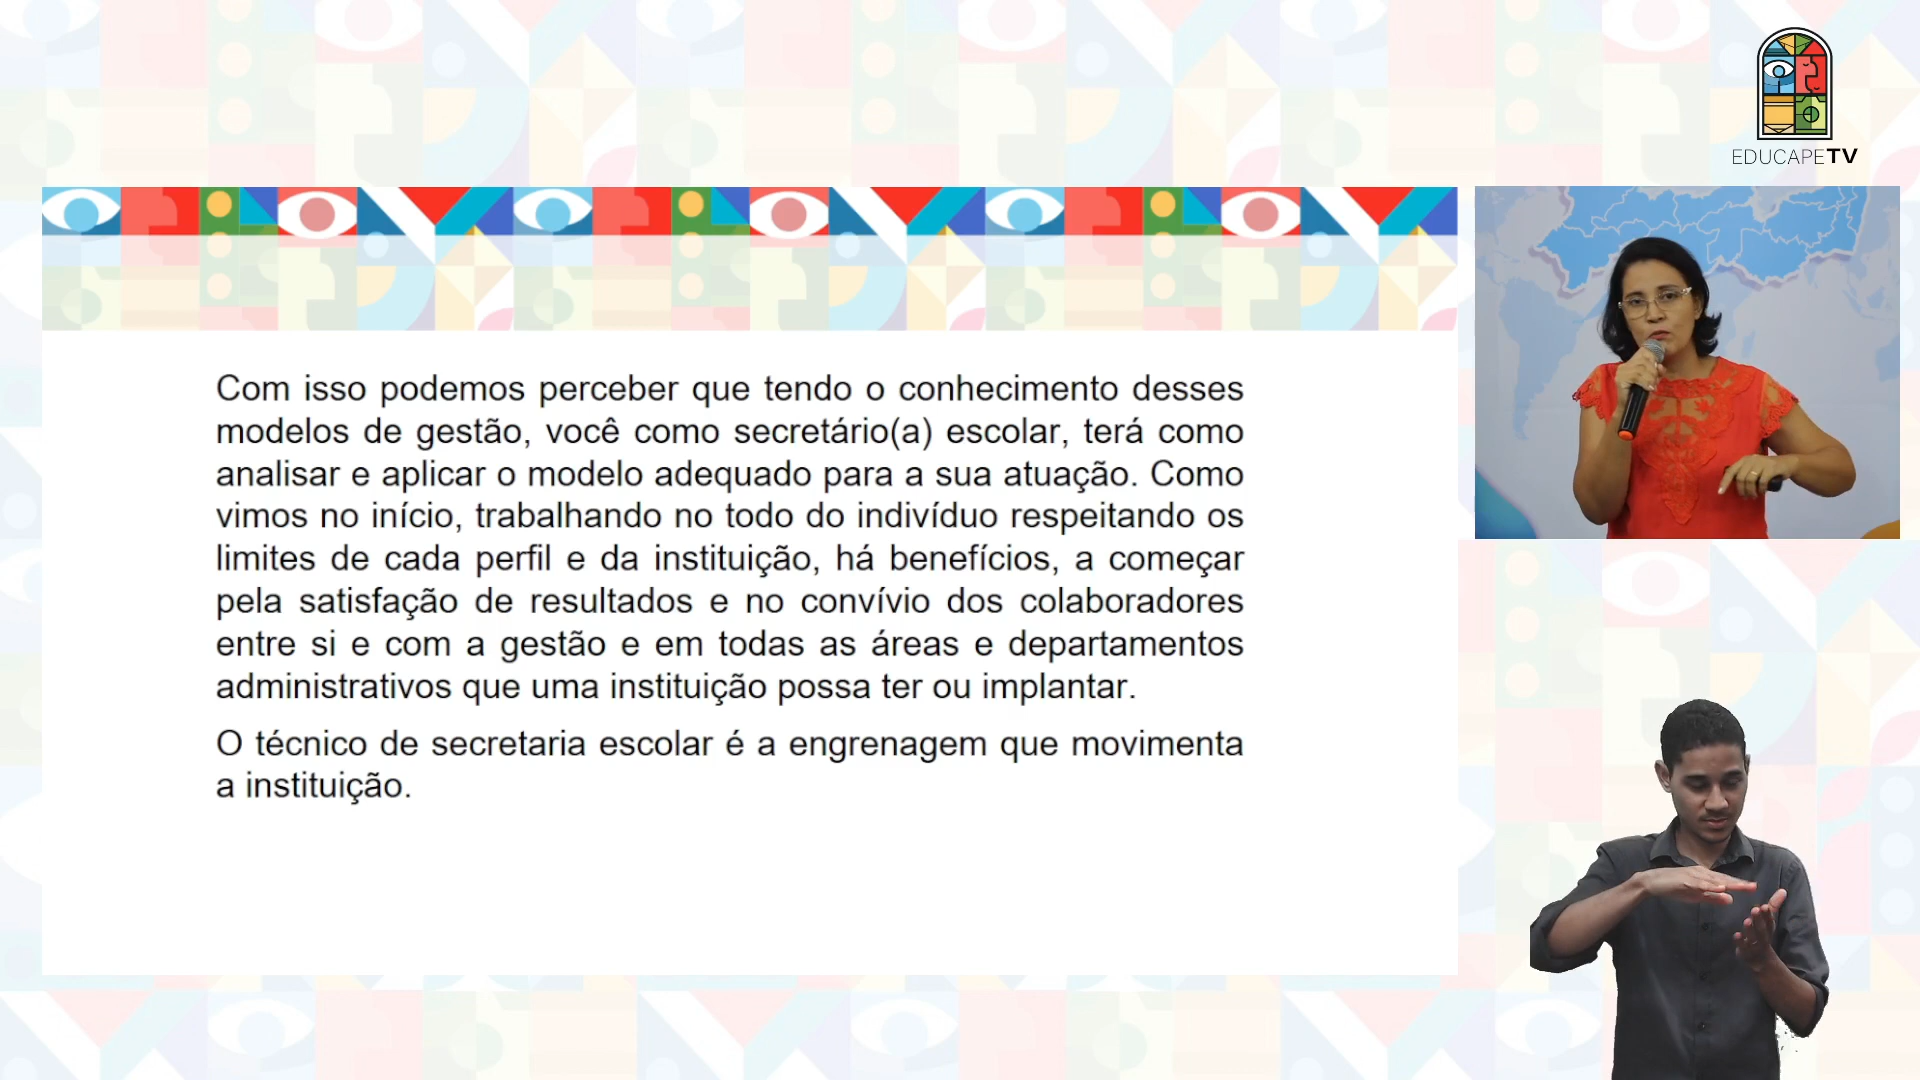 EDUCAPETV
Com isso podemos perceber que tendo o conhecimento desses
modelos de gestão, você como secretário(a) escolar, terá como
analisar e aplicar o modelo adequado para a sua atuação. Como
vimos no início, trabalhando no todo do indivíduo respeitando os
limites de cada perfil e da instituição, há benefícios, a começar
pela satisfação de resultados e no convívio dos colaboradores
entre si e com a gestão e em todas as áreas e departamentos
administrativos que uma instituição possa ter ou implantar.
O técnico de secretaria escolar é a engrenagem que movimenta
a instituição.